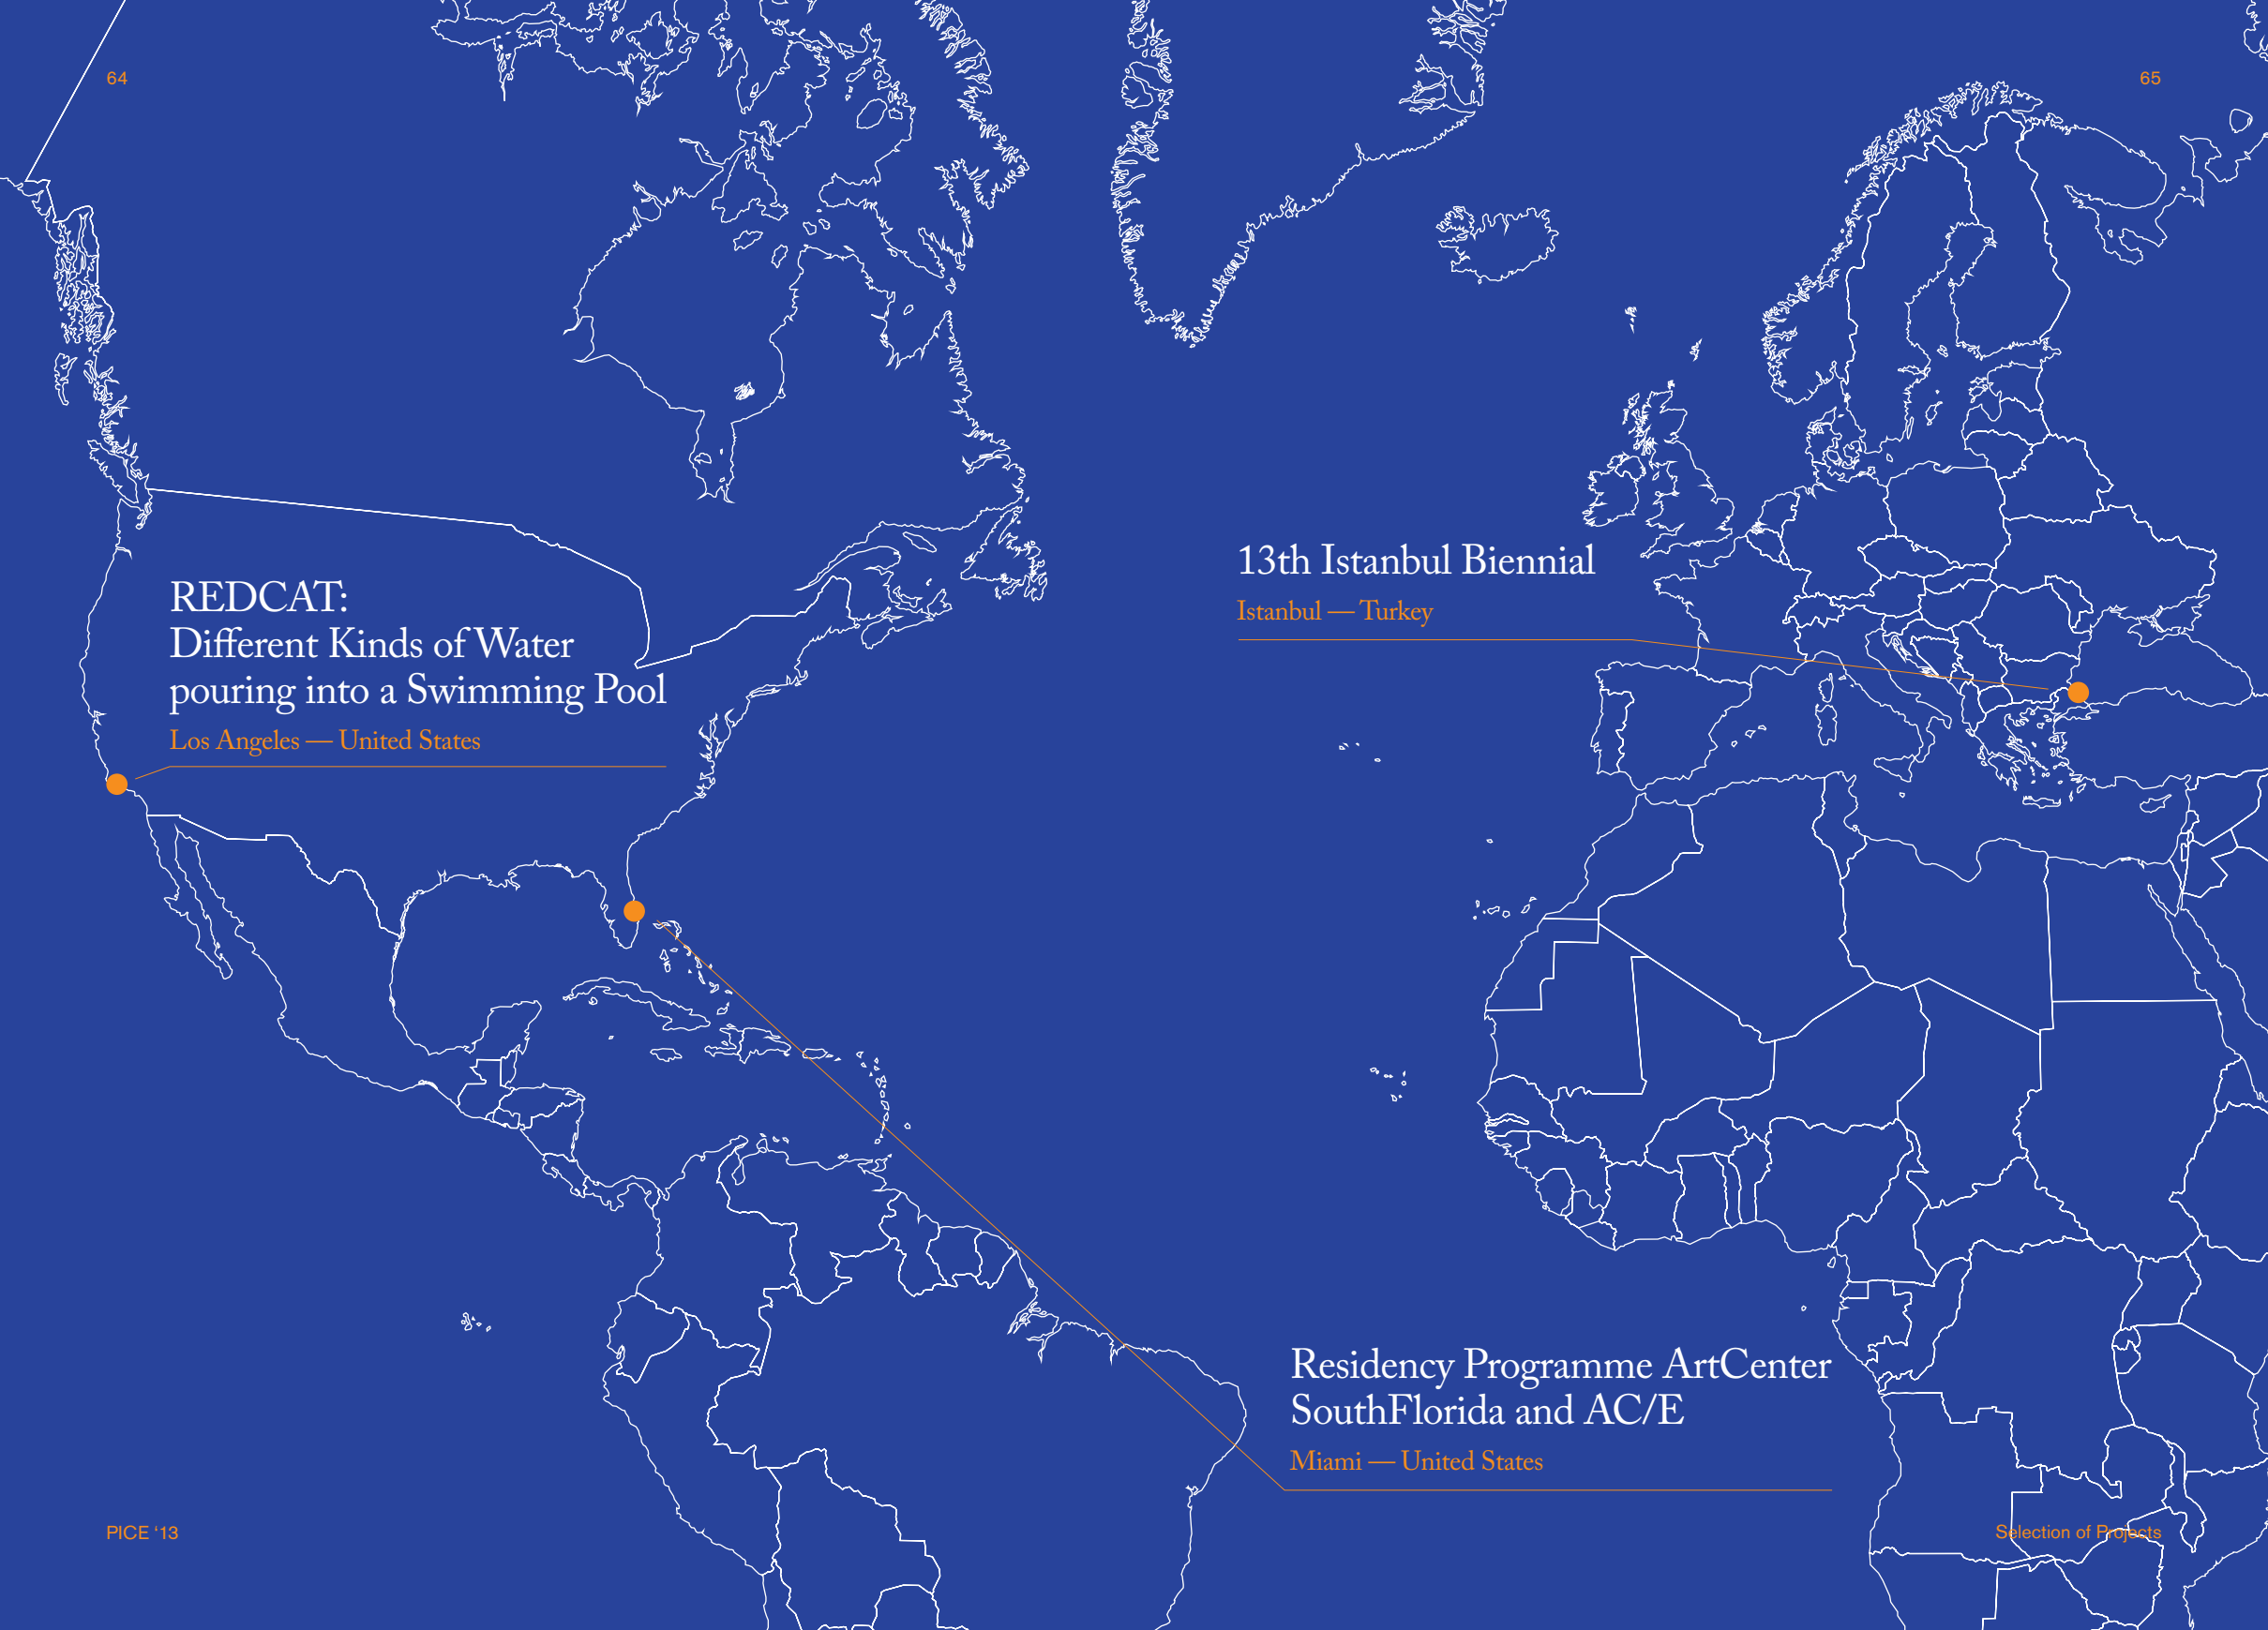 64
65
REDCAT:
Different Kinds of Water
pouring into a Swimming Pool
Los Angeles — United States
13th Istanbul Biennial
Istanbul — Turkey
Residency Programme ArtCenter
SouthFlorida and AC/E
Miami — United States
PICE ‘13
Selection of Projects